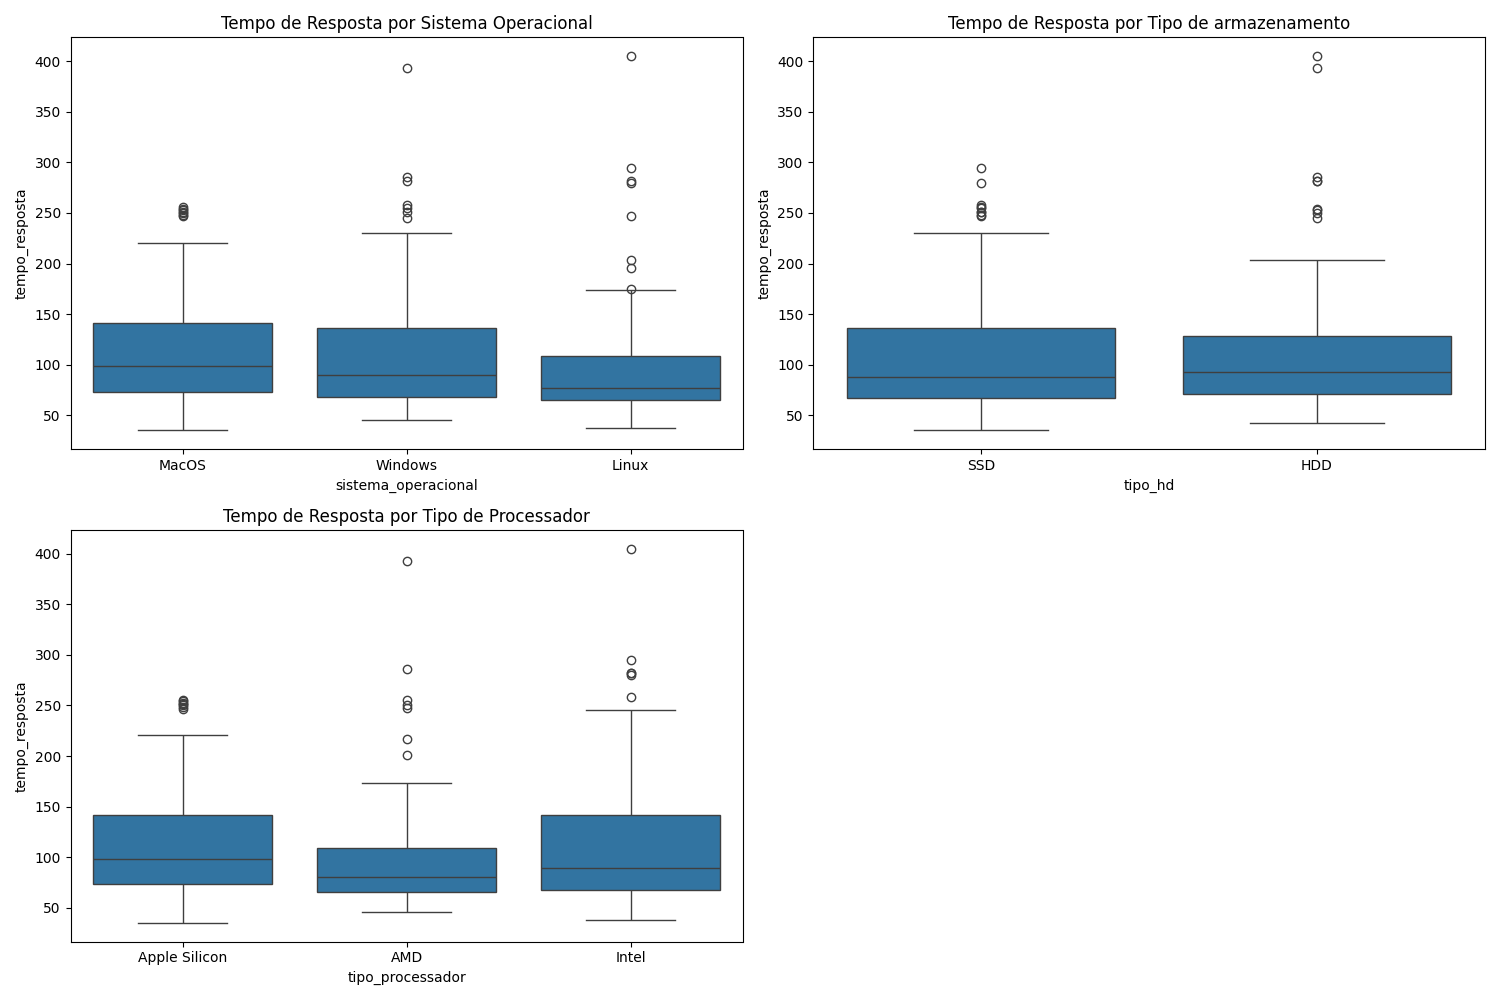 Tempo de Resposta por Sistema Operacional
400
350
300
250
200
150
100
50
tempo_resposta
MacOS
Windows
Linux
sistema_operacional
Tempo de Resposta por Tipo de armazenamento
400
350
300
250
200
150
100
50
tempo_resposta
SSD
HDD
tipo_hd
Tempo de Resposta por Tipo de Processador
400
350
300
250
200
150
100
50
tempo_resposta
Apple Silicon
AMD
Intel
tipo_processador